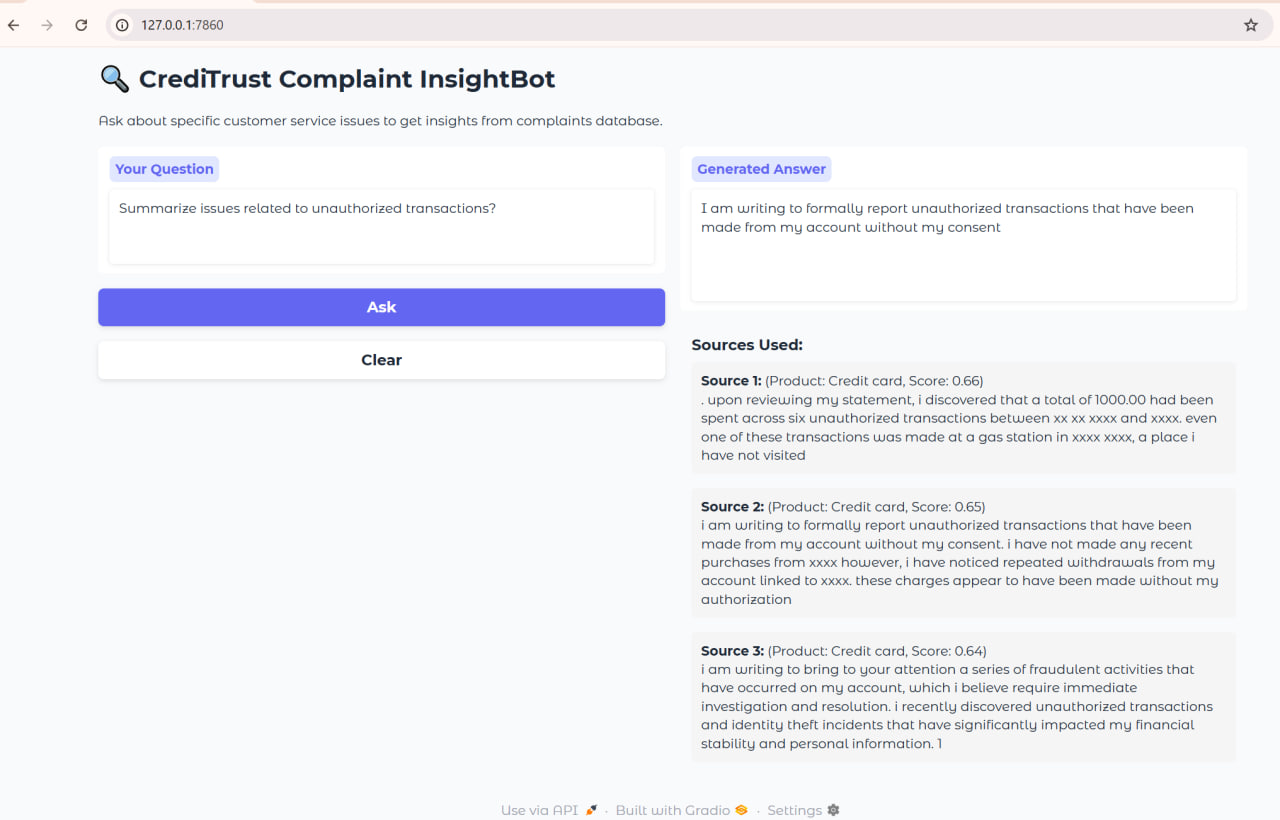 127.0.0.1:7860
🔍 CrediTrust Complaint InsightBot
Ask about specific customer service issues to get insights from complaints database.
Your Question
Summarize issues related to unauthorized transactions?
Ask
Clear
Generated Answer
I am writing to formally report unauthorized transactions that have been
made from my account without my consent
Sources Used:
Source 1: (Product: Credit card, Score: 0.66)
. upon reviewing my statement, i discovered that a total of 1000.00 had been
spent across six unauthorized transactions between xx xx xxxx and xxxx. even
one of these transactions was made at a gas station in xxxx xxxx, a place i
have not visited
Source 2: (Product: Credit card, Score: 0.65)
i am writing to formally report unauthorized transactions that have been
made from my account without my consent. i have not made any recent
purchases from xxxx however, i have noticed repeated withdrawals from my
account linked to xxxx. these charges appear to have been made without my
authorization
Source 3: (Product: Credit card, Score: 0.64)
i am writing to bring to your attention a series of fraudulent activities that
have occurred on my account, which i believe require immediate
investigation and resolution. i recently discovered unauthorized transactions
and identity theft incidents that have significantly impacted my financial
stability and personal information. 1
Use via API 🚀 · Built with Gradio · Settings ⚙️